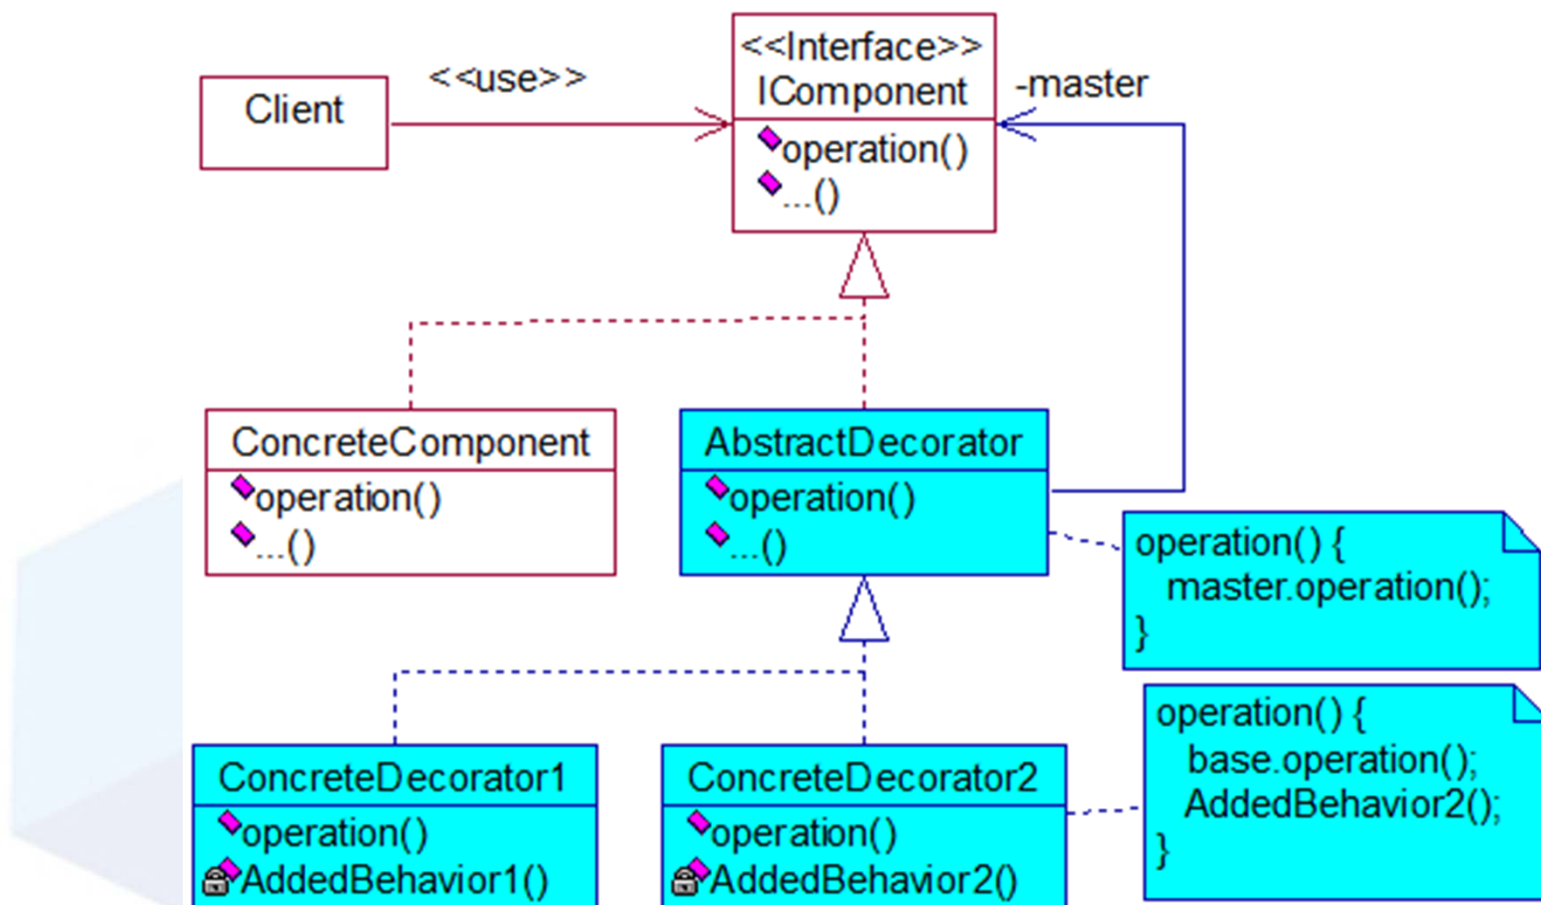 <<Interface>>
IComponent
operation()
...()
Client
<<use>>
-master
ConcreteComponent
operation()
...()
AbstractDecorator
operation()
...()
operation() {
master.operation();
}
ConcreteDecorator1
operation()
AddedBehavior1()
ConcreteDecorator2
operation()
AddedBehavior2()
operation() {
base.operation();
AddedBehavior2();
}